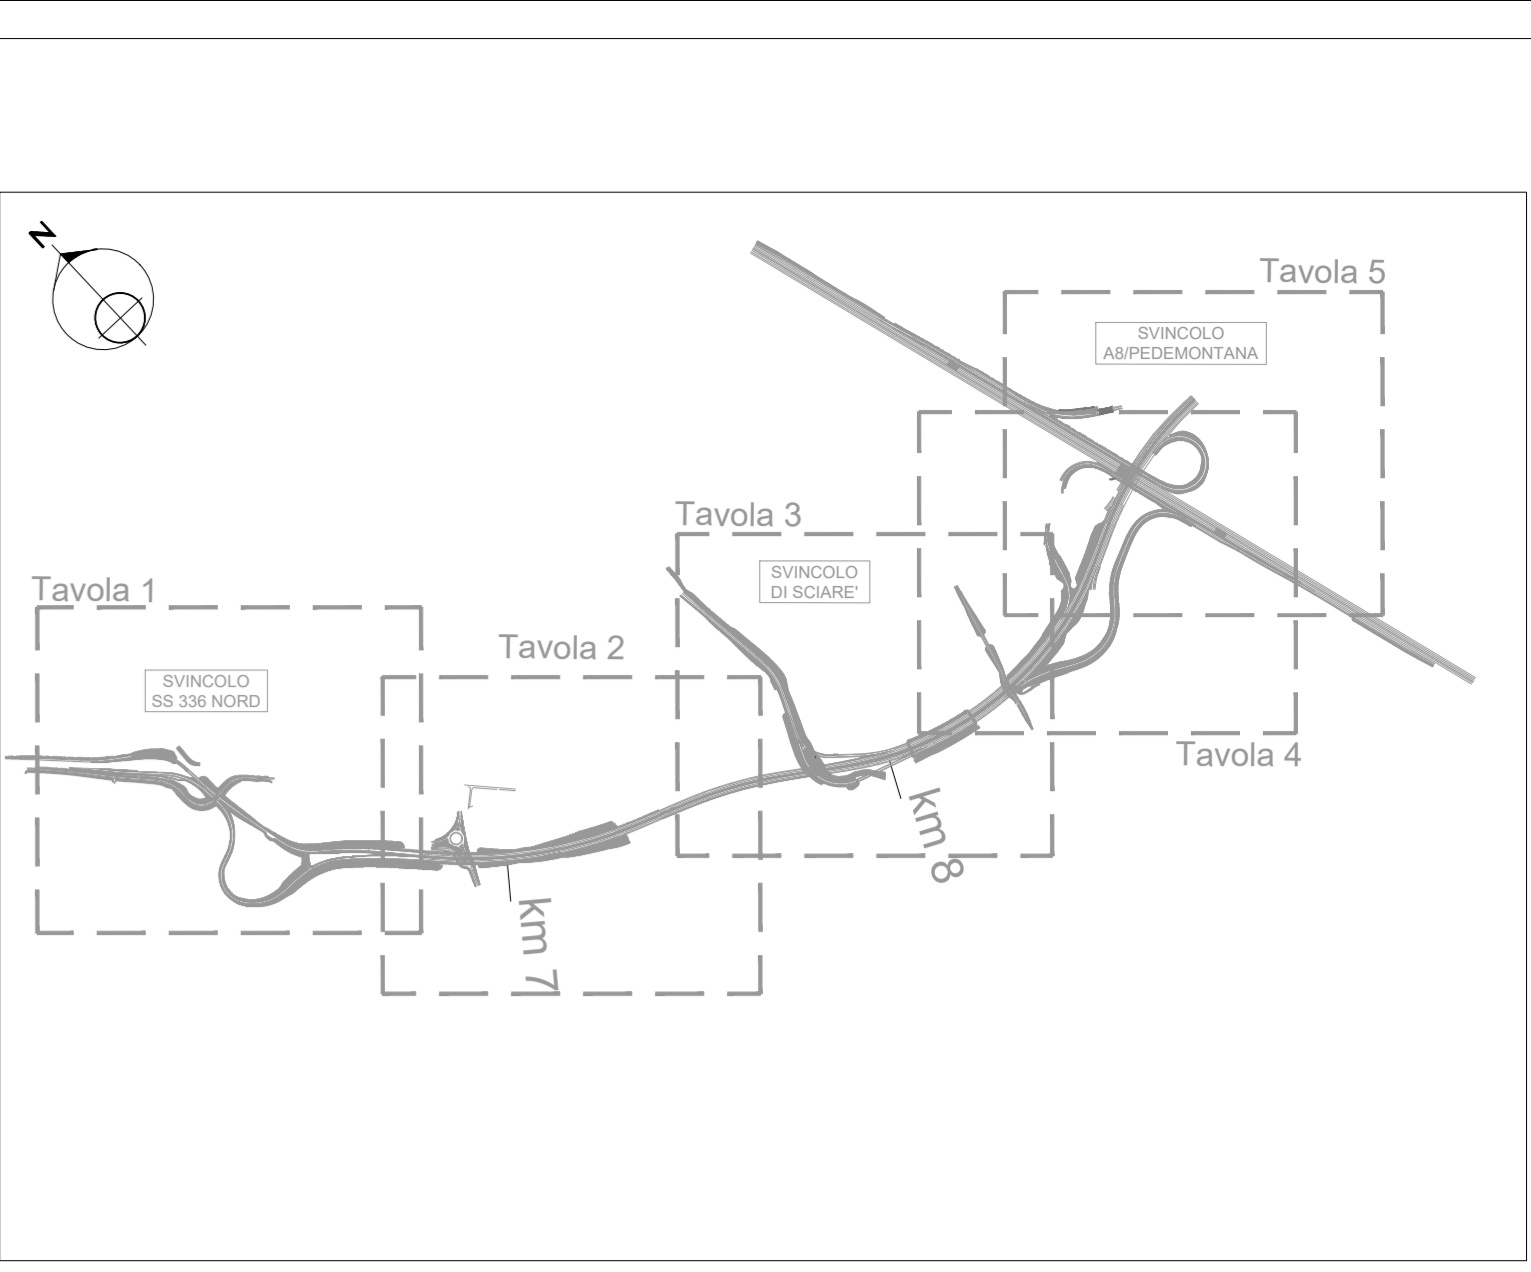 N
Tavola 5
SVINCOLO
A8/PEDEMONTANA
Tavola 3
SVINCOLO
DI SCIARE'
Tavola 1
Tavola 2
SVINCOLO
SS 336 NORD
Tavola 4
km 8
km 7